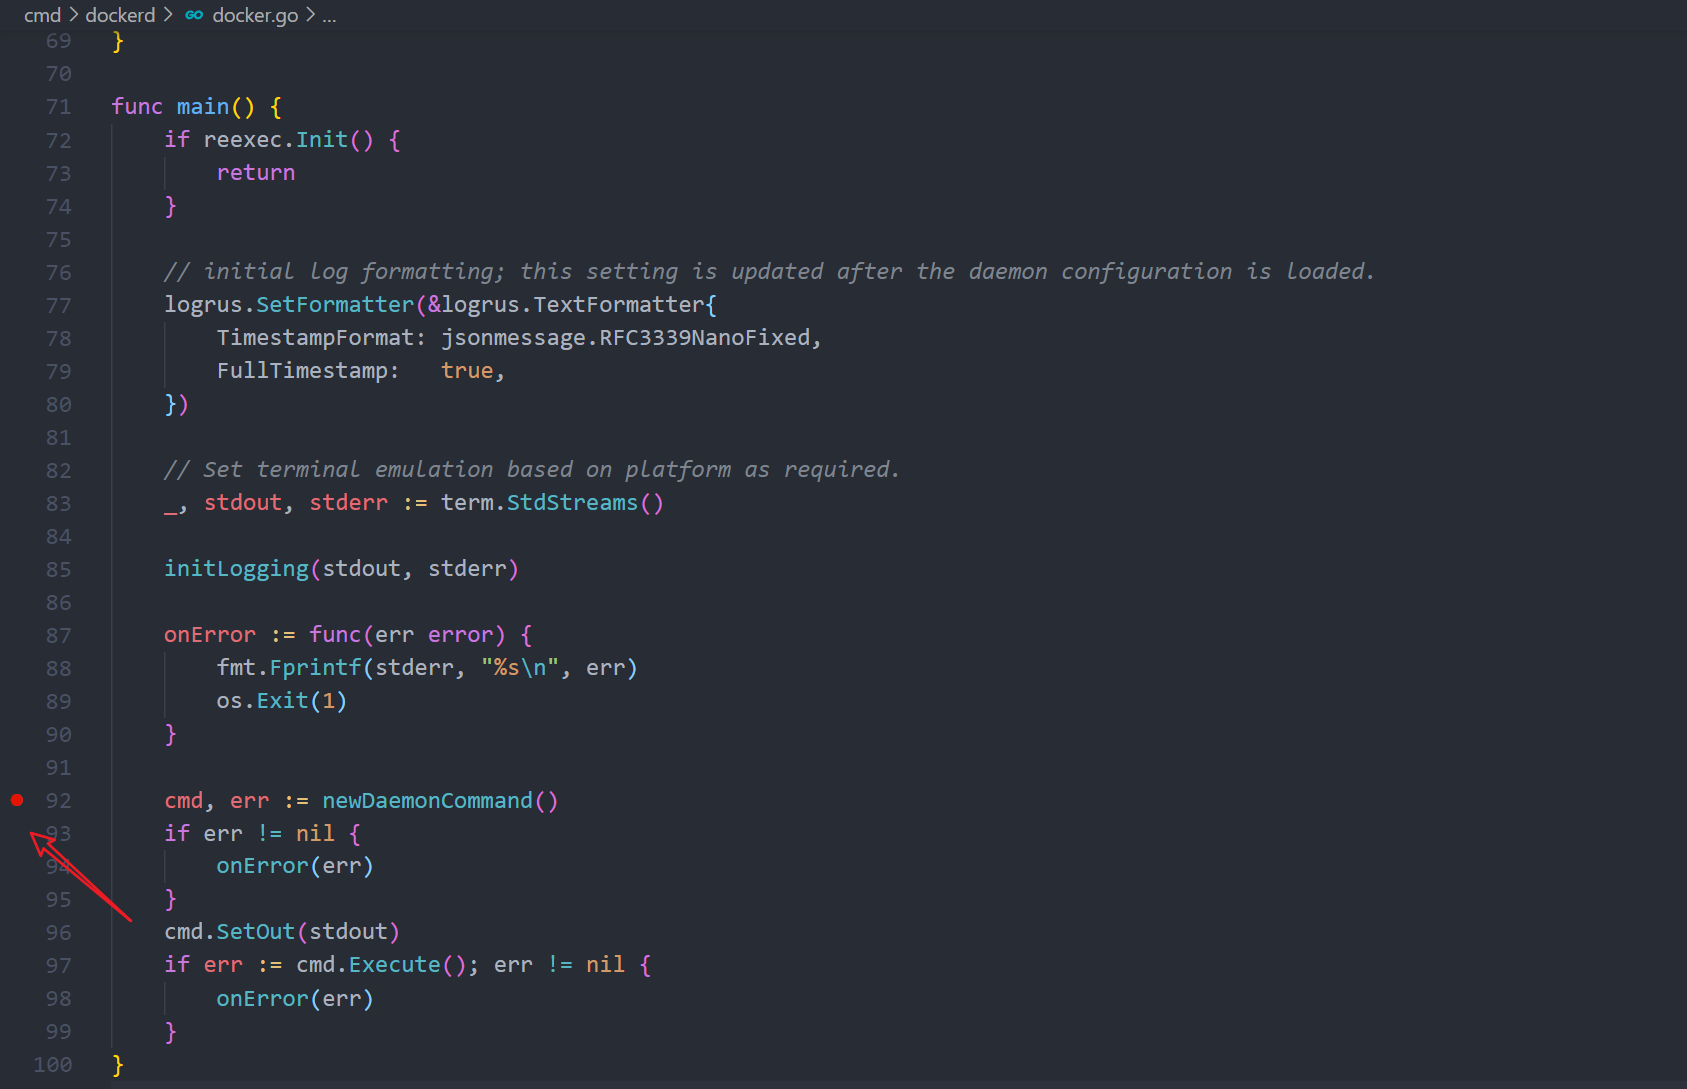 cmd > dockerd > GO docker.go > ...
69 }
70
71 func main() {
72     if reexec.Init() {
73         return
74     }
75
76     // initial log formatting; this setting is updated after the daemon configuration is loaded.
77     logrus.SetFormatter(&logrus.TextFormatter{
78         TimestampFormat: jsonmessage.RFC3339NanoFixed,
79         FullTimestamp:   true,
80     })
81
82     // Set terminal emulation based on platform as required.
83     _, stdout, stderr := term.StdStreams()
84
85     initLogging(stdout, stderr)
86
87     onError := func(err error) {
88         fmt.Fprintf(stderr, "%s\n", err)
89         os.Exit(1)
90     }
91
92     cmd, err := newDaemonCommand()
93     if err != nil {
94         onError(err)
95     }
96     cmd.SetOut(stdout)
97     if err := cmd.Execute(); err != nil {
98         onError(err)
99     }
100 }